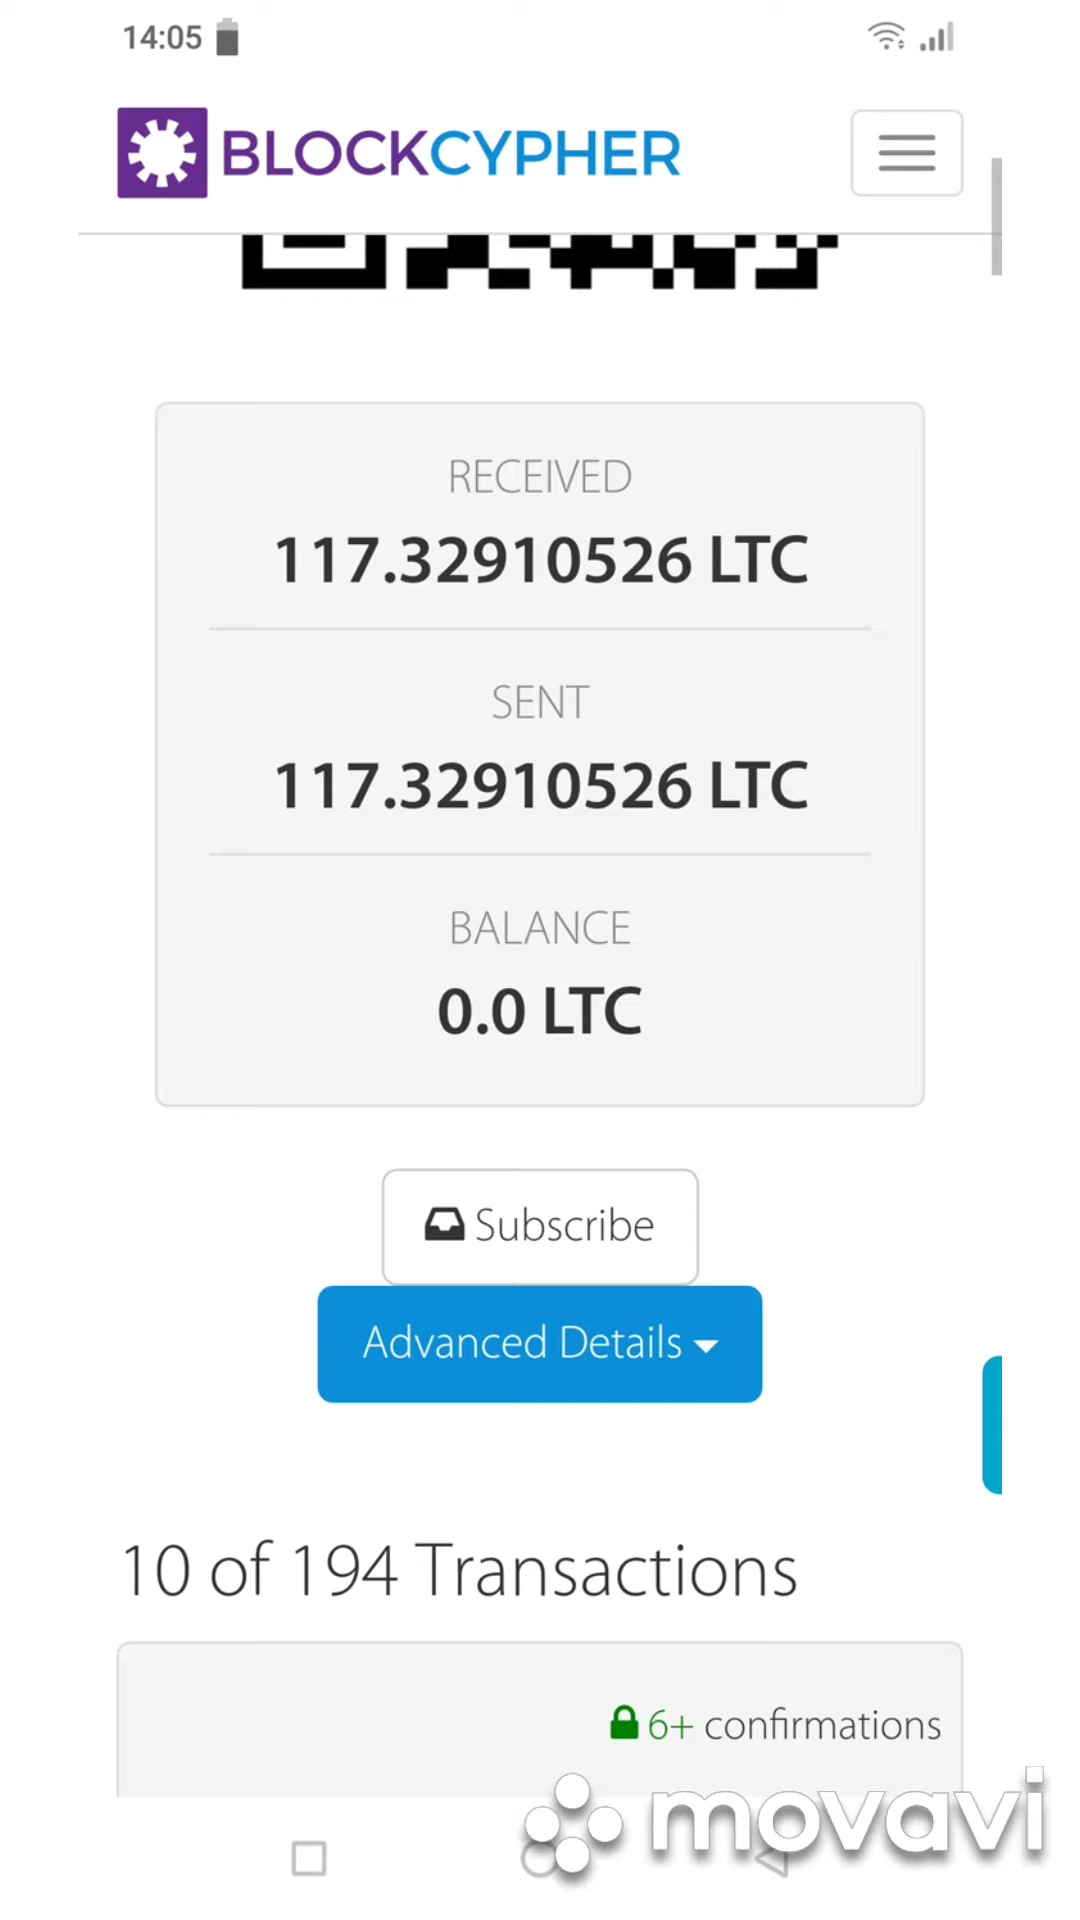 14:05
BLOCKCYPHER
RECEIVED
117.32910526 LTC
SENT
117.32910526 LTC
BALANCE
0.0 LTC
Subscribe
Advanced Details
10 of 194 Transactions
6+ confirmations
movavi